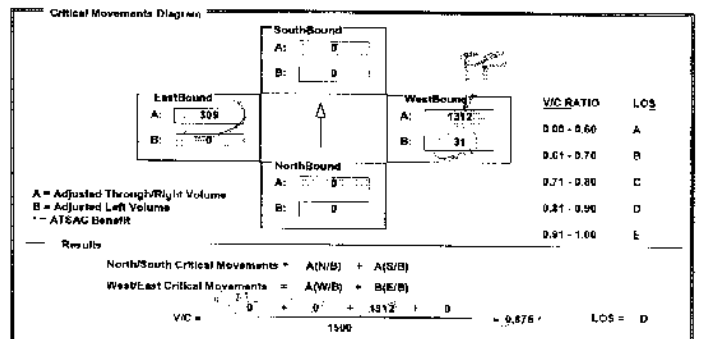 Critical Movements Diagram
SouthBound
A: 0
B: 0
EastBound
A: 309
B: 0
WestBound
A: 1312
B: 31
NorthBound
A: 0
B: 0
V/C RATIO LOS
0.00 - 0.60 A
0.61 - 0.70 B
0.71 - 0.80 C
0.81 - 0.90 D
0.91 - 1.00 E
A = Adjusted Through/Right Volume
B = Adjusted Left Volume
* = ATSAC Benefit
Results
North/South Critical Movements = A(N/B) + A(S/B)
West/East Critical Movements = A(W/B) + B(E/B)
V/C = 0 + 0 + 1312 + 0
1500
= 0.875 LOS = D